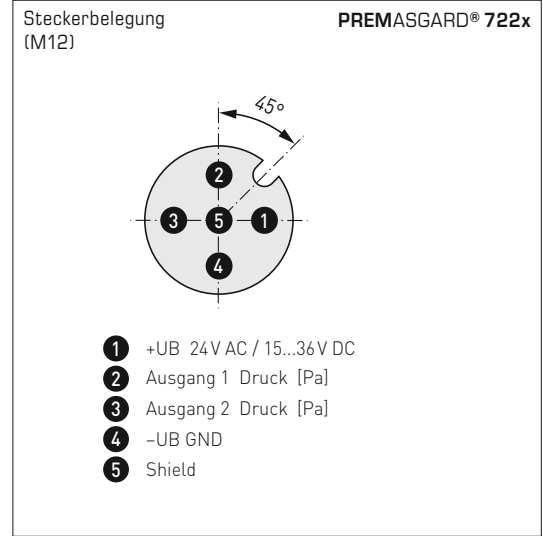 Steckerbelegung
(M12)
PREMASGARD® 722x
45°
2
3 5 1
4
1 +UB 24 V AC / 15...36 V DC
2 Ausgang 1 Druck [Pa]
3 Ausgang 2 Druck [Pa]
4 –UB GND
5 Shield